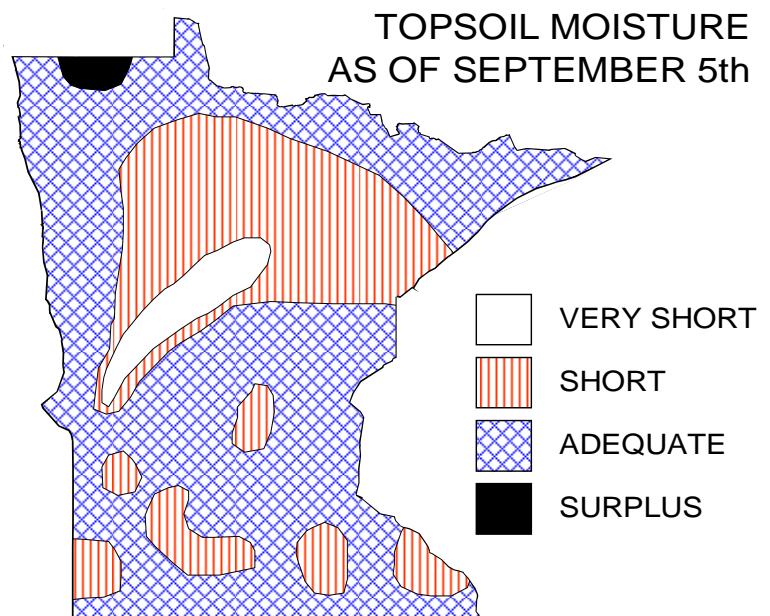 TOPSOIL MOISTURE
AS OF SEPTEMBER 5th
VERY SHORT
SHORT
ADEQUATE
SURPLUS